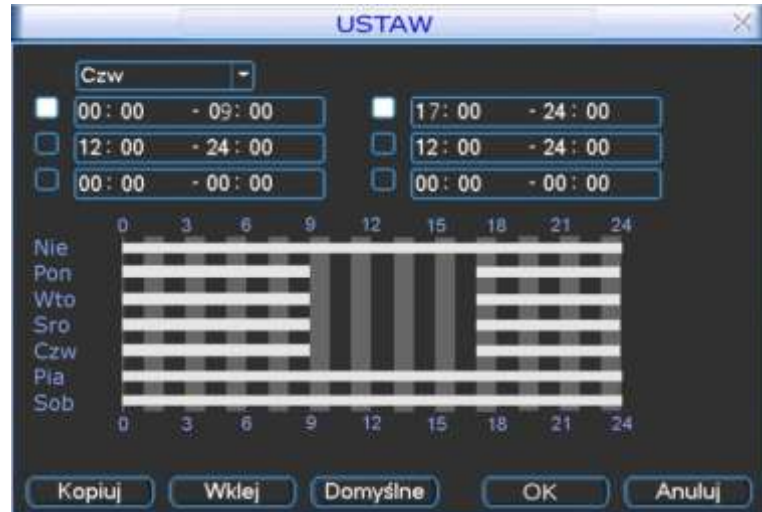 USTAW
Czw
00: 00 - 09: 00 17: 00 - 24: 00
12: 00 - 24: 00 12: 00 - 24: 00
00: 00 - 00: 00 00: 00 - 00: 00
0 3 6 9 12 15 18 21 24
Nie
Pon
Wto
Sro
Czw
Pia
Sob
0 3 6 9 12 15 18 21 24
Kopiuj Wklej Domyślne OK Anuluj